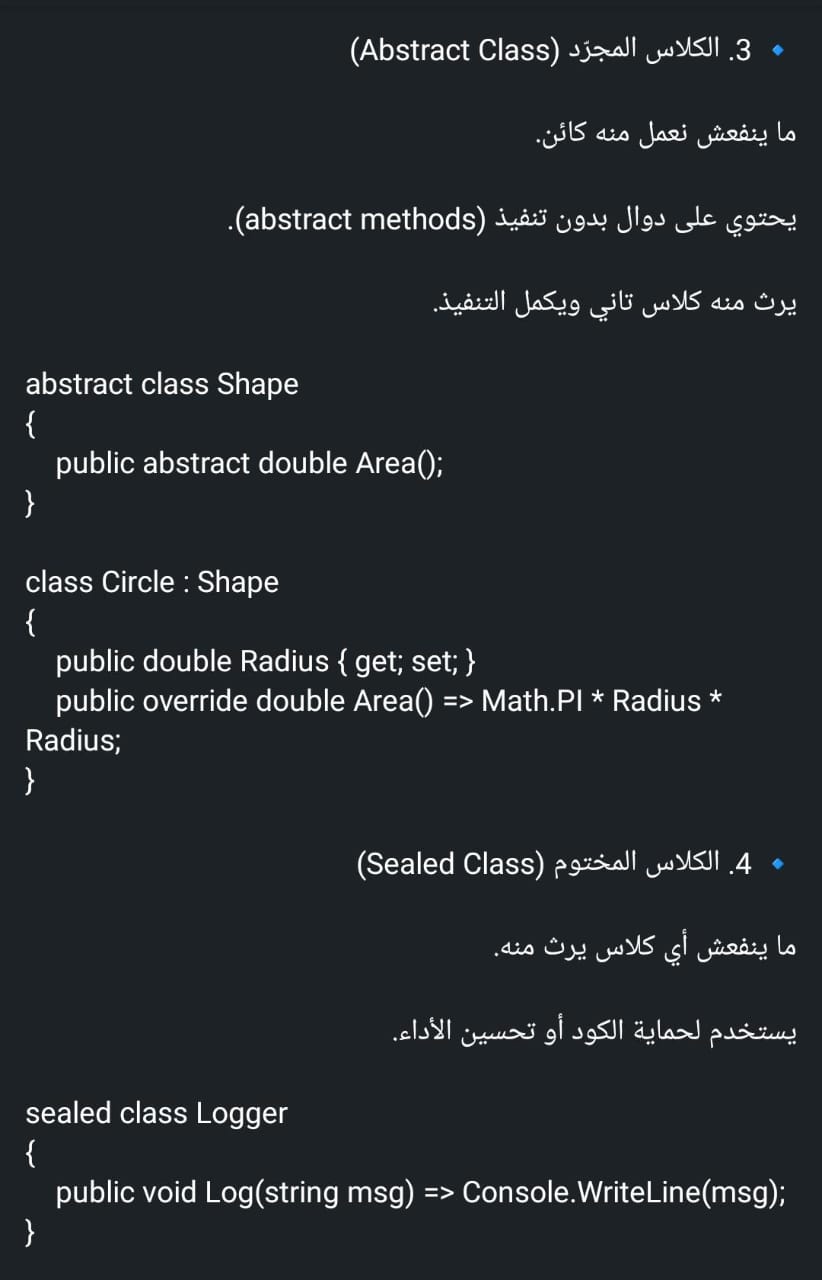 🔹 3. الكلاس المجرّد (Abstract Class)
ما ينفعش نعمل منه كائن.
يحتوي على دوال بدون تنفيذ (abstract methods).
يرث منه كلاس تاني ويكمل التنفيذ.
abstract class Shape
{
    public abstract double Area();
}
class Circle : Shape
{
    public double Radius { get; set; }
    public override double Area() => Math.PI * Radius *
Radius;
}
🔹 4. الكلاس المختوم (Sealed Class)
ما ينفعش أي كلاس يرث منه.
يستخدم لحماية الكود أو تحسين الأداء.
sealed class Logger
{
    public void Log(string msg) => Console.WriteLine(msg);
}